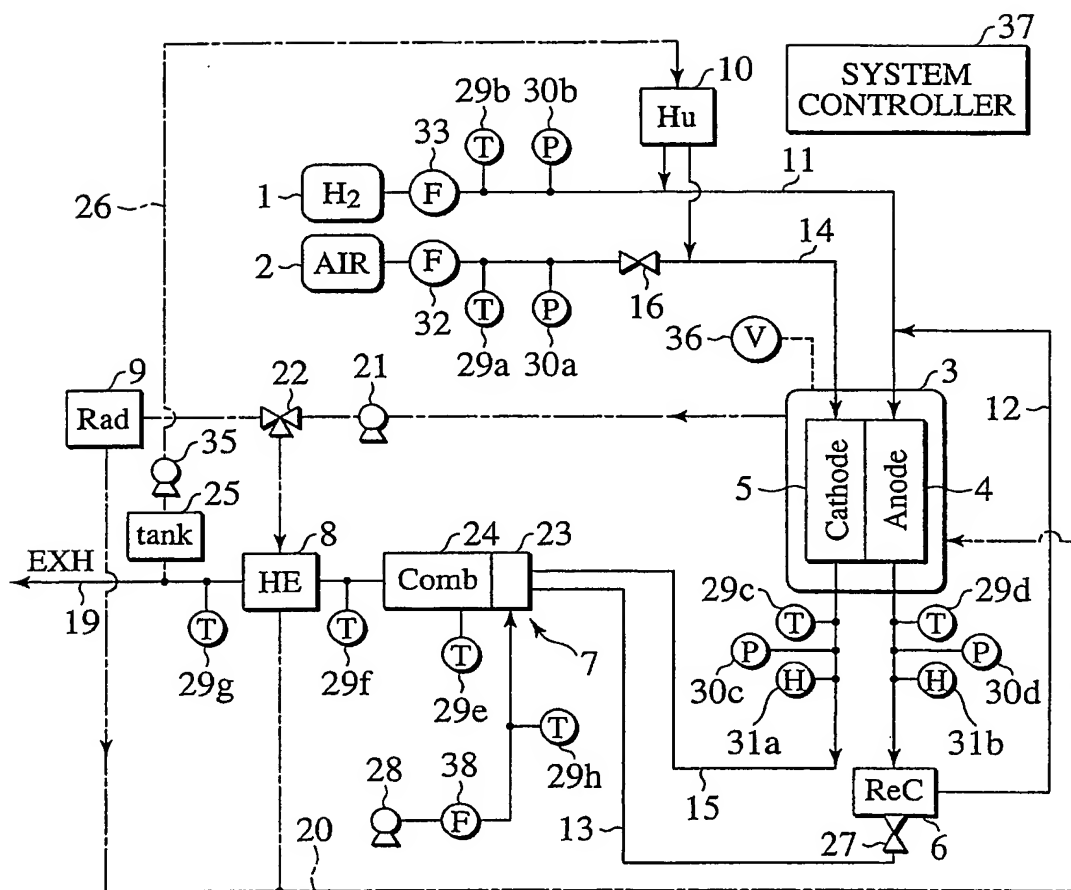 37
SYSTEM
CONTROLLER
10
Hu
29b
30b
33
T
P
26
1
H2
F
11
2
AIR
F
14
32
T
P
16
29a
30a
36
V
3
9
22
21
12
Rad
35
25
5
Cathode
Anode
4
tank
8
24
23
EXH
HE
Comb
19
29c
T
T
29d
T
T
T
7
P
P
29g
29f
29e
30c
H
H
30d
T
31a
31b
28
38
29h
15
ReC
F
13
27
6
20